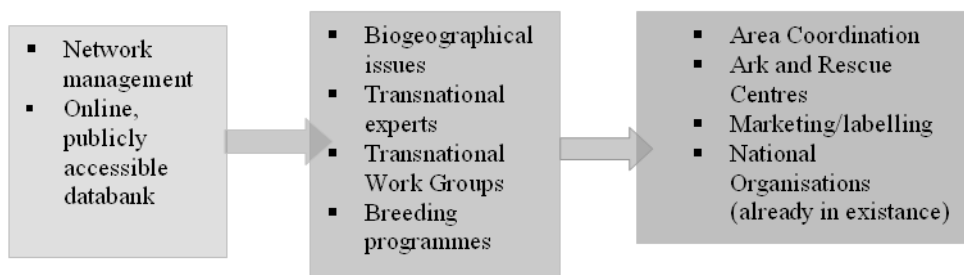 ▪ Network
management
▪ Online,
publicly
accessible
databank
▪ Biogeographical
issues
▪ Transnational
experts
▪ Transnational
Work Groups
▪ Breeding
programmes
▪ Area Coordination
▪ Ark and Rescue
Centres
▪ Marketing/labelling
▪ National
Organisations
(already in existance)